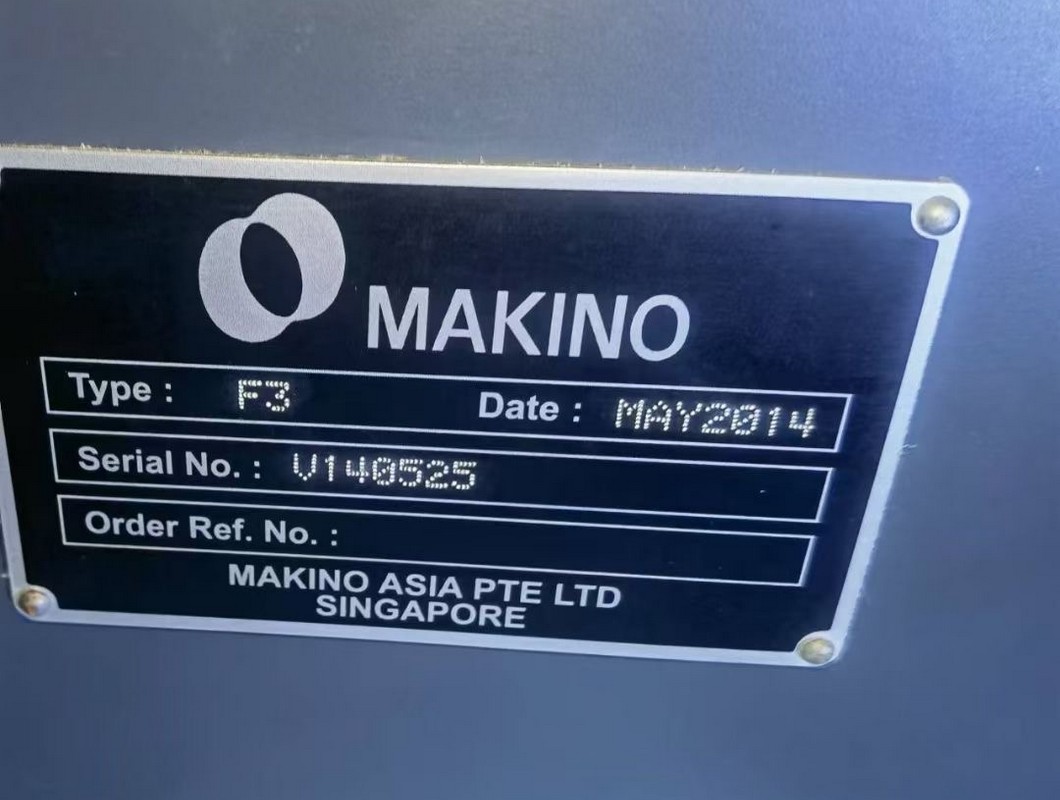 MAKINO
Type : F3 Date : MAY2014
Serial No. : V140525
Order Ref. No. :
MAKINO ASIA PTE LTD
SINGAPORE